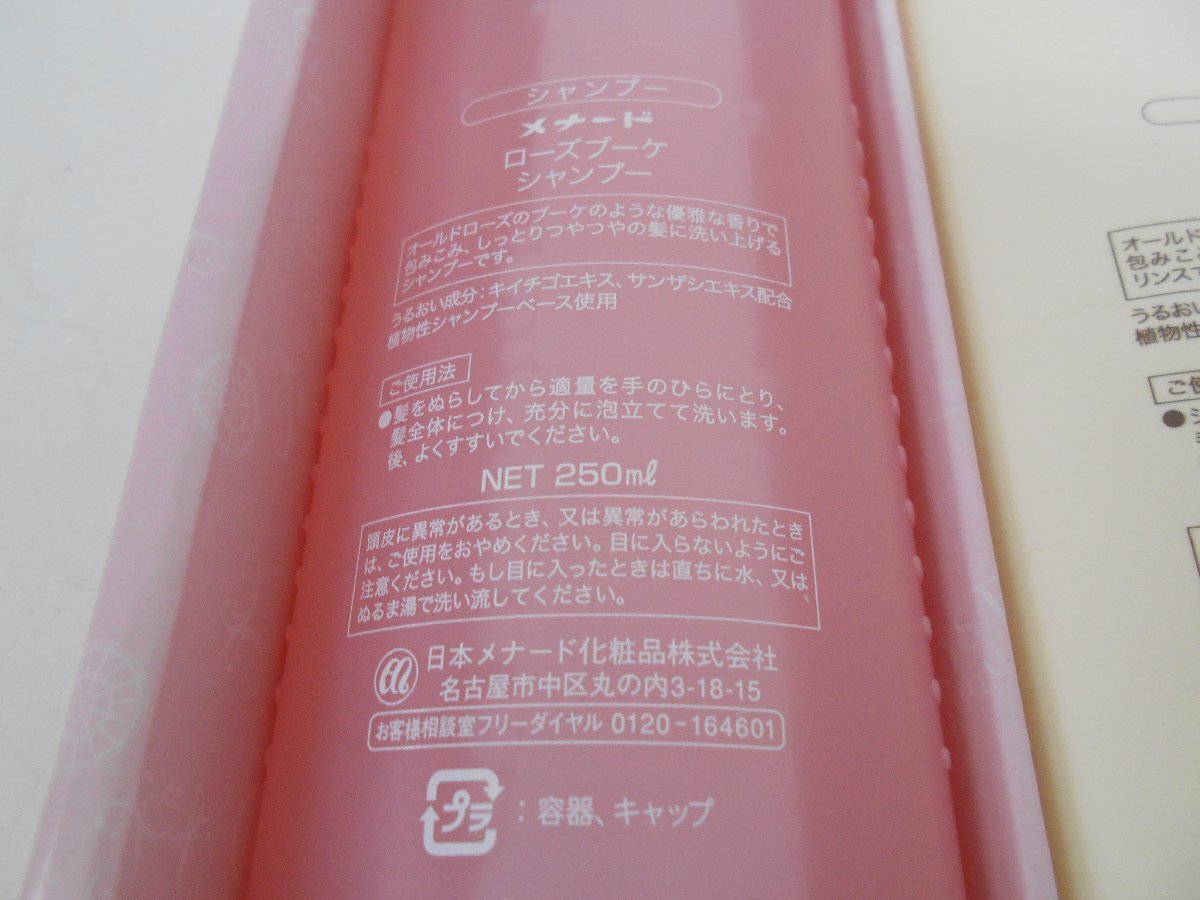 シャンプー
メナード
ローズブーケ
シャンプー
オールドローズのブーケのような優雅な香りで
包みこみ、しっとりつやつやの髪に洗い上げる
シャンプーです。
うるおい成分：キイチゴエキス、サンザシエキス配合
植物性シャンプーベース使用
ご使用法
●髪をぬらしてから適量を手のひらにとり、
髪全体につけ、充分に泡立てて洗います。
後、よくすすいでください。
NET 250ml
頭皮に異常があるとき、又は異常があらわれたとき
は、ご使用をおやめください。目に入らないようにご
注意ください。もし目に入ったときは直ちに水、又は
ぬるま湯で洗い流してください。
日本メナード化粧品株式会社
名古屋市中区丸の内3-18-15
お客様相談室フリーダイヤル 0120-164601
プラ：容器、キャップ
オールド
包みこ
リンス
うるおい
植物性
ご使